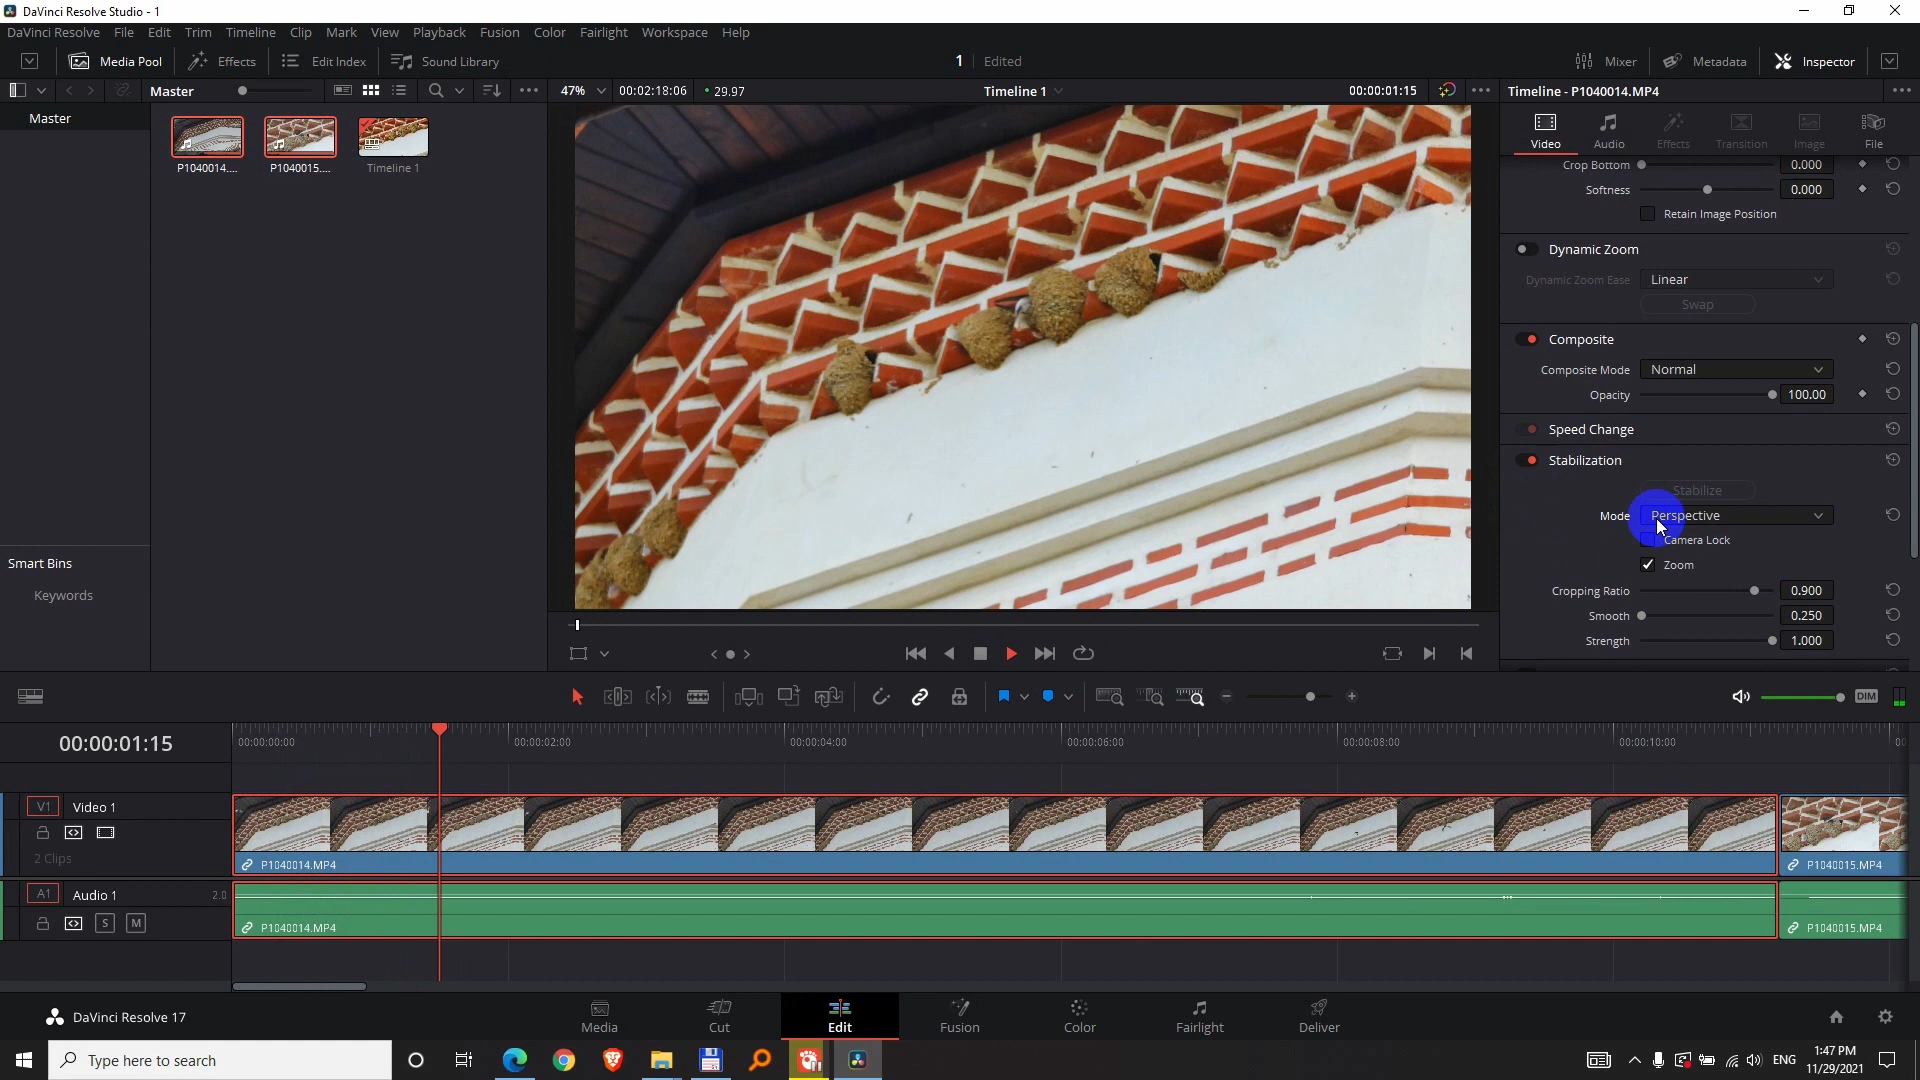 DaVinci Resolve Studio - 1
DaVinci Resolve File Edit Trim Timeline Clip Mark View Playback Fusion Color Fairlight Workspace Help
Media Pool Effects Edit Index Sound Library 1 Edited Mixer Metadata Inspector
Master 47% 00:02:18:06 29.97 Timeline 1 00:00:01:15 Timeline - P1040014.MP4
Master
P1040014.... P1040015.... Timeline 1
Video Audio Effects Transition Image File
Crop Bottom 0.000
Softness 0.000
Retain Image Position
Dynamic Zoom
Dynamic Zoom Ease Linear
Swap
Composite
Composite Mode Normal
Opacity 100.00
Speed Change
Stabilization
Stabilize
Mode Perspective
Camera Lock
Zoom
Cropping Ratio 0.900
Smooth 0.250
Strength 1.000
Smart Bins
Keywords
DIM
00:00:01:15 00:00:00:00 00:00:02:00 00:00:04:00 00:00:06:00 00:00:08:00 00:00:10:00
V1 Video 1
2 Clips
P1040014.MP4 P1040015.MP4
A1 Audio 1 2.0
S M
P1040014.MP4 P1040015.MP4
DaVinci Resolve 17 Media Cut Edit Fusion Color Fairlight Deliver
Type here to search ENG 1:47 PM
11/29/2021